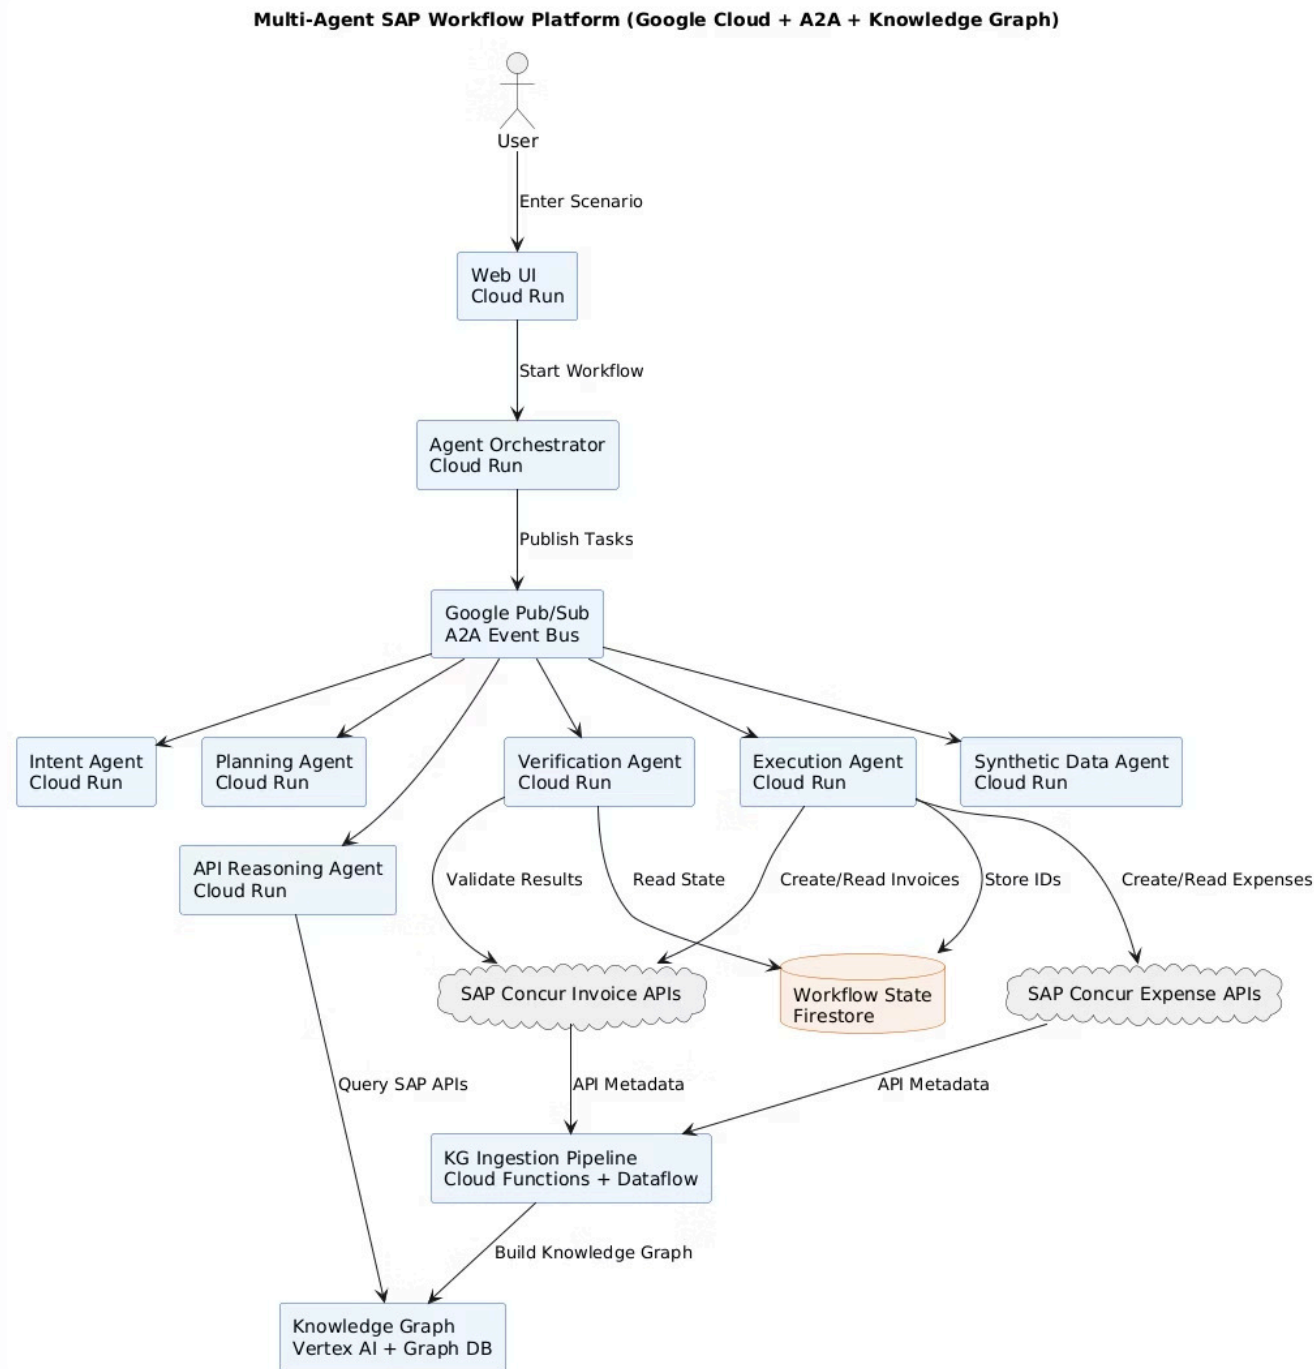 Multi-Agent SAP Workflow Platform (Google Cloud + A2A + Knowledge Graph)
User
Enter Scenario
Web UI
Cloud Run
Start Workflow
Agent Orchestrator
Cloud Run
Publish Tasks
Google Pub/Sub
A2A Event Bus
Intent Agent
Cloud Run
Planning Agent
Cloud Run
Verification Agent
Cloud Run
Execution Agent
Cloud Run
Synthetic Data Agent
Cloud Run
API Reasoning Agent
Cloud Run
Validate Results
Read State
Create/Read Invoices
Store IDs
Create/Read Expenses
SAP Concur Invoice APIs
Workflow State
Firestore
SAP Concur Expense APIs
Query SAP APIs
API Metadata
API Metadata
KG Ingestion Pipeline
Cloud Functions + Dataflow
Build Knowledge Graph
Knowledge Graph
Vertex AI + Graph DB